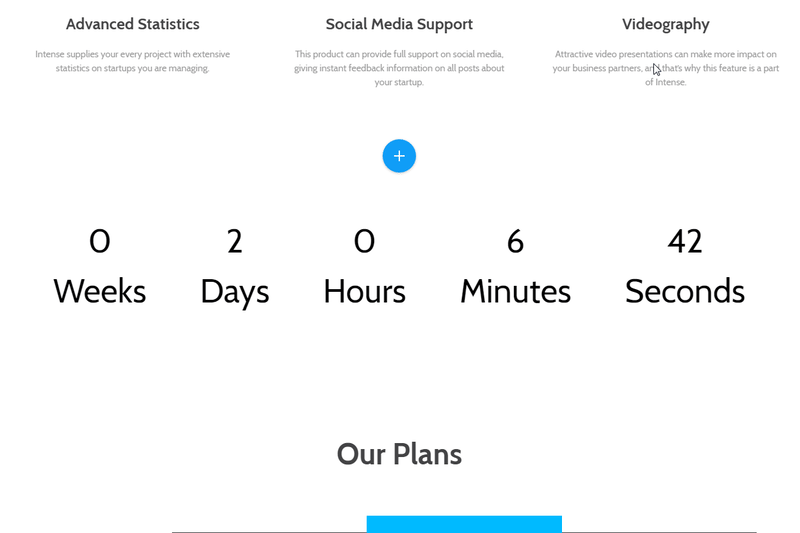 Advanced Statistics
Intense supplies your every project with extensive
statistics on startups you are managing.
Social Media Support
This product can provide full support on social media,
giving instant feedback information on all posts about
your startup.
Videography
Attractive video presentations can make more impact on
your business partners, and that's why this feature is a part
of Intense.
+
0 2 0 6 42
Weeks Days Hours Minutes Seconds
Our Plans